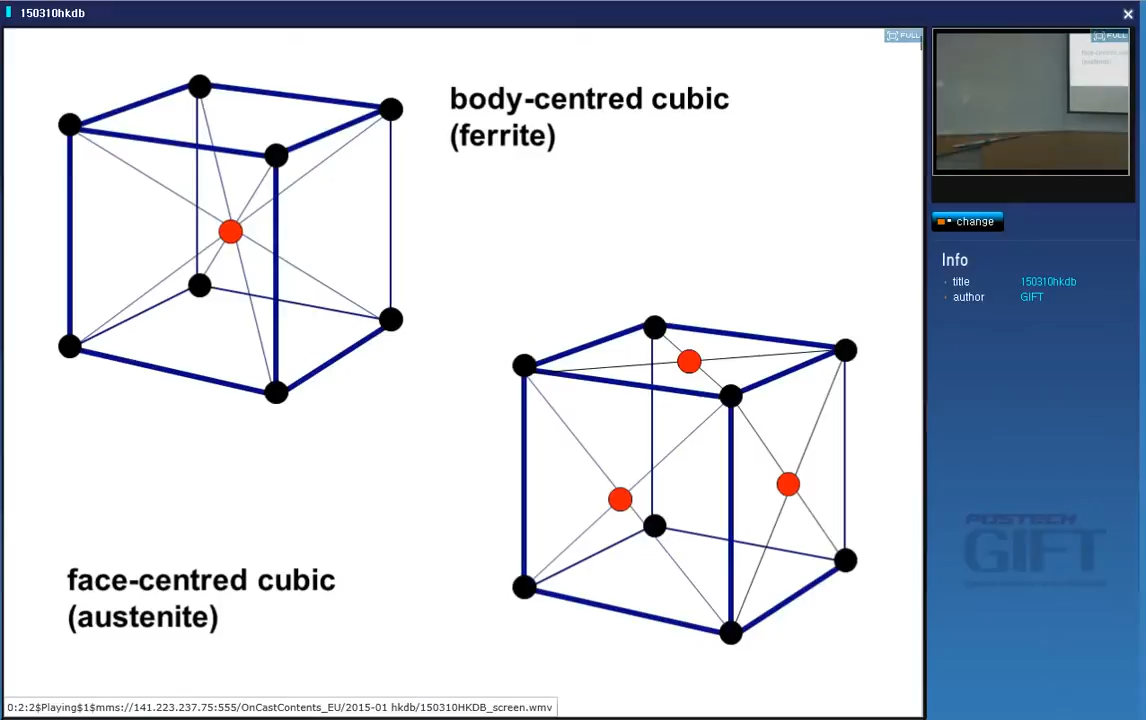 150310hkdb
FULL
FULL
body-centred cubic
(ferrite)
change
Info
title 150310hkdb
author GIFT
face-centred cubic
(austenite)
POSTECH
GIFT
0:2:2$Playing$1$mms://141.223.237.75:555/OnCastContents_EU/2015-01 hkdb/150310HKDB_screen.wmv